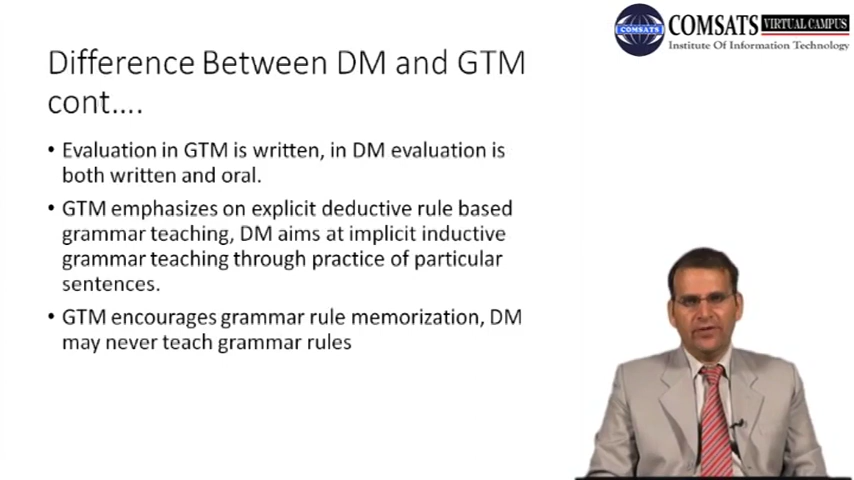 COMSATS VIRTUAL CAMPUS
COMSATS
Institute Of Information Technology
Difference Between DM and GTM
cont....
• Evaluation in GTM is written, in DM evaluation is
both written and oral.
• GTM emphasizes on explicit deductive rule based
grammar teaching, DM aims at implicit inductive
grammar teaching through practice of particular
sentences.
• GTM encourages grammar rule memorization, DM
may never teach grammar rules